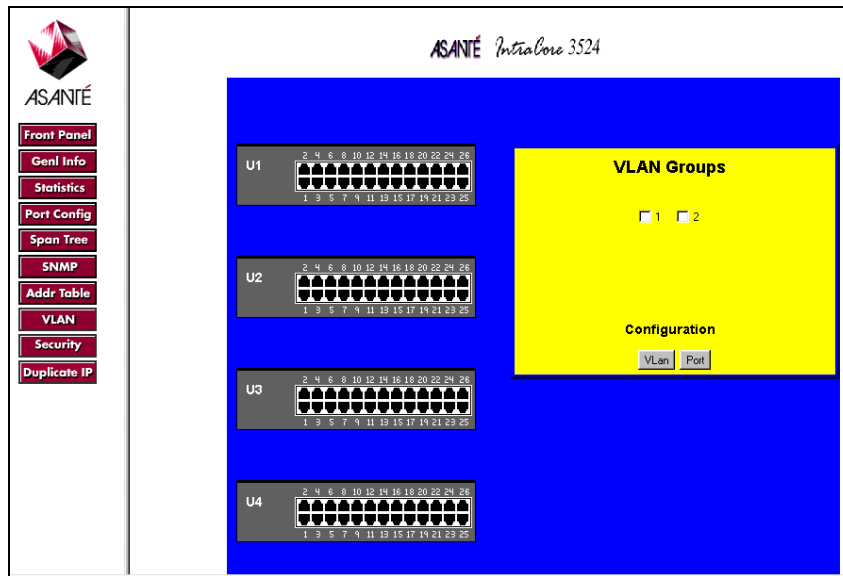 ASANTÉ IntraCore 3524
ASANTÉ
Front Panel
Genl Info
Statistics
Port Config
Span Tree
SNMP
Addr Table
VLAN
Security
Duplicate IP
U1
2 4 6 8 10 12 14 16 18 20 22 24 26
1 3 5 7 9 11 13 15 17 19 21 23 25
U2
2 4 6 8 10 12 14 16 18 20 22 24 26
1 3 5 7 9 11 13 15 17 19 21 23 25
U3
2 4 6 8 10 12 14 16 18 20 22 24 26
1 3 5 7 9 11 13 15 17 19 21 23 25
U4
2 4 6 8 10 12 14 16 18 20 22 24 26
1 3 5 7 9 11 13 15 17 19 21 23 25
VLAN Groups
1 2
Configuration
VLan Port